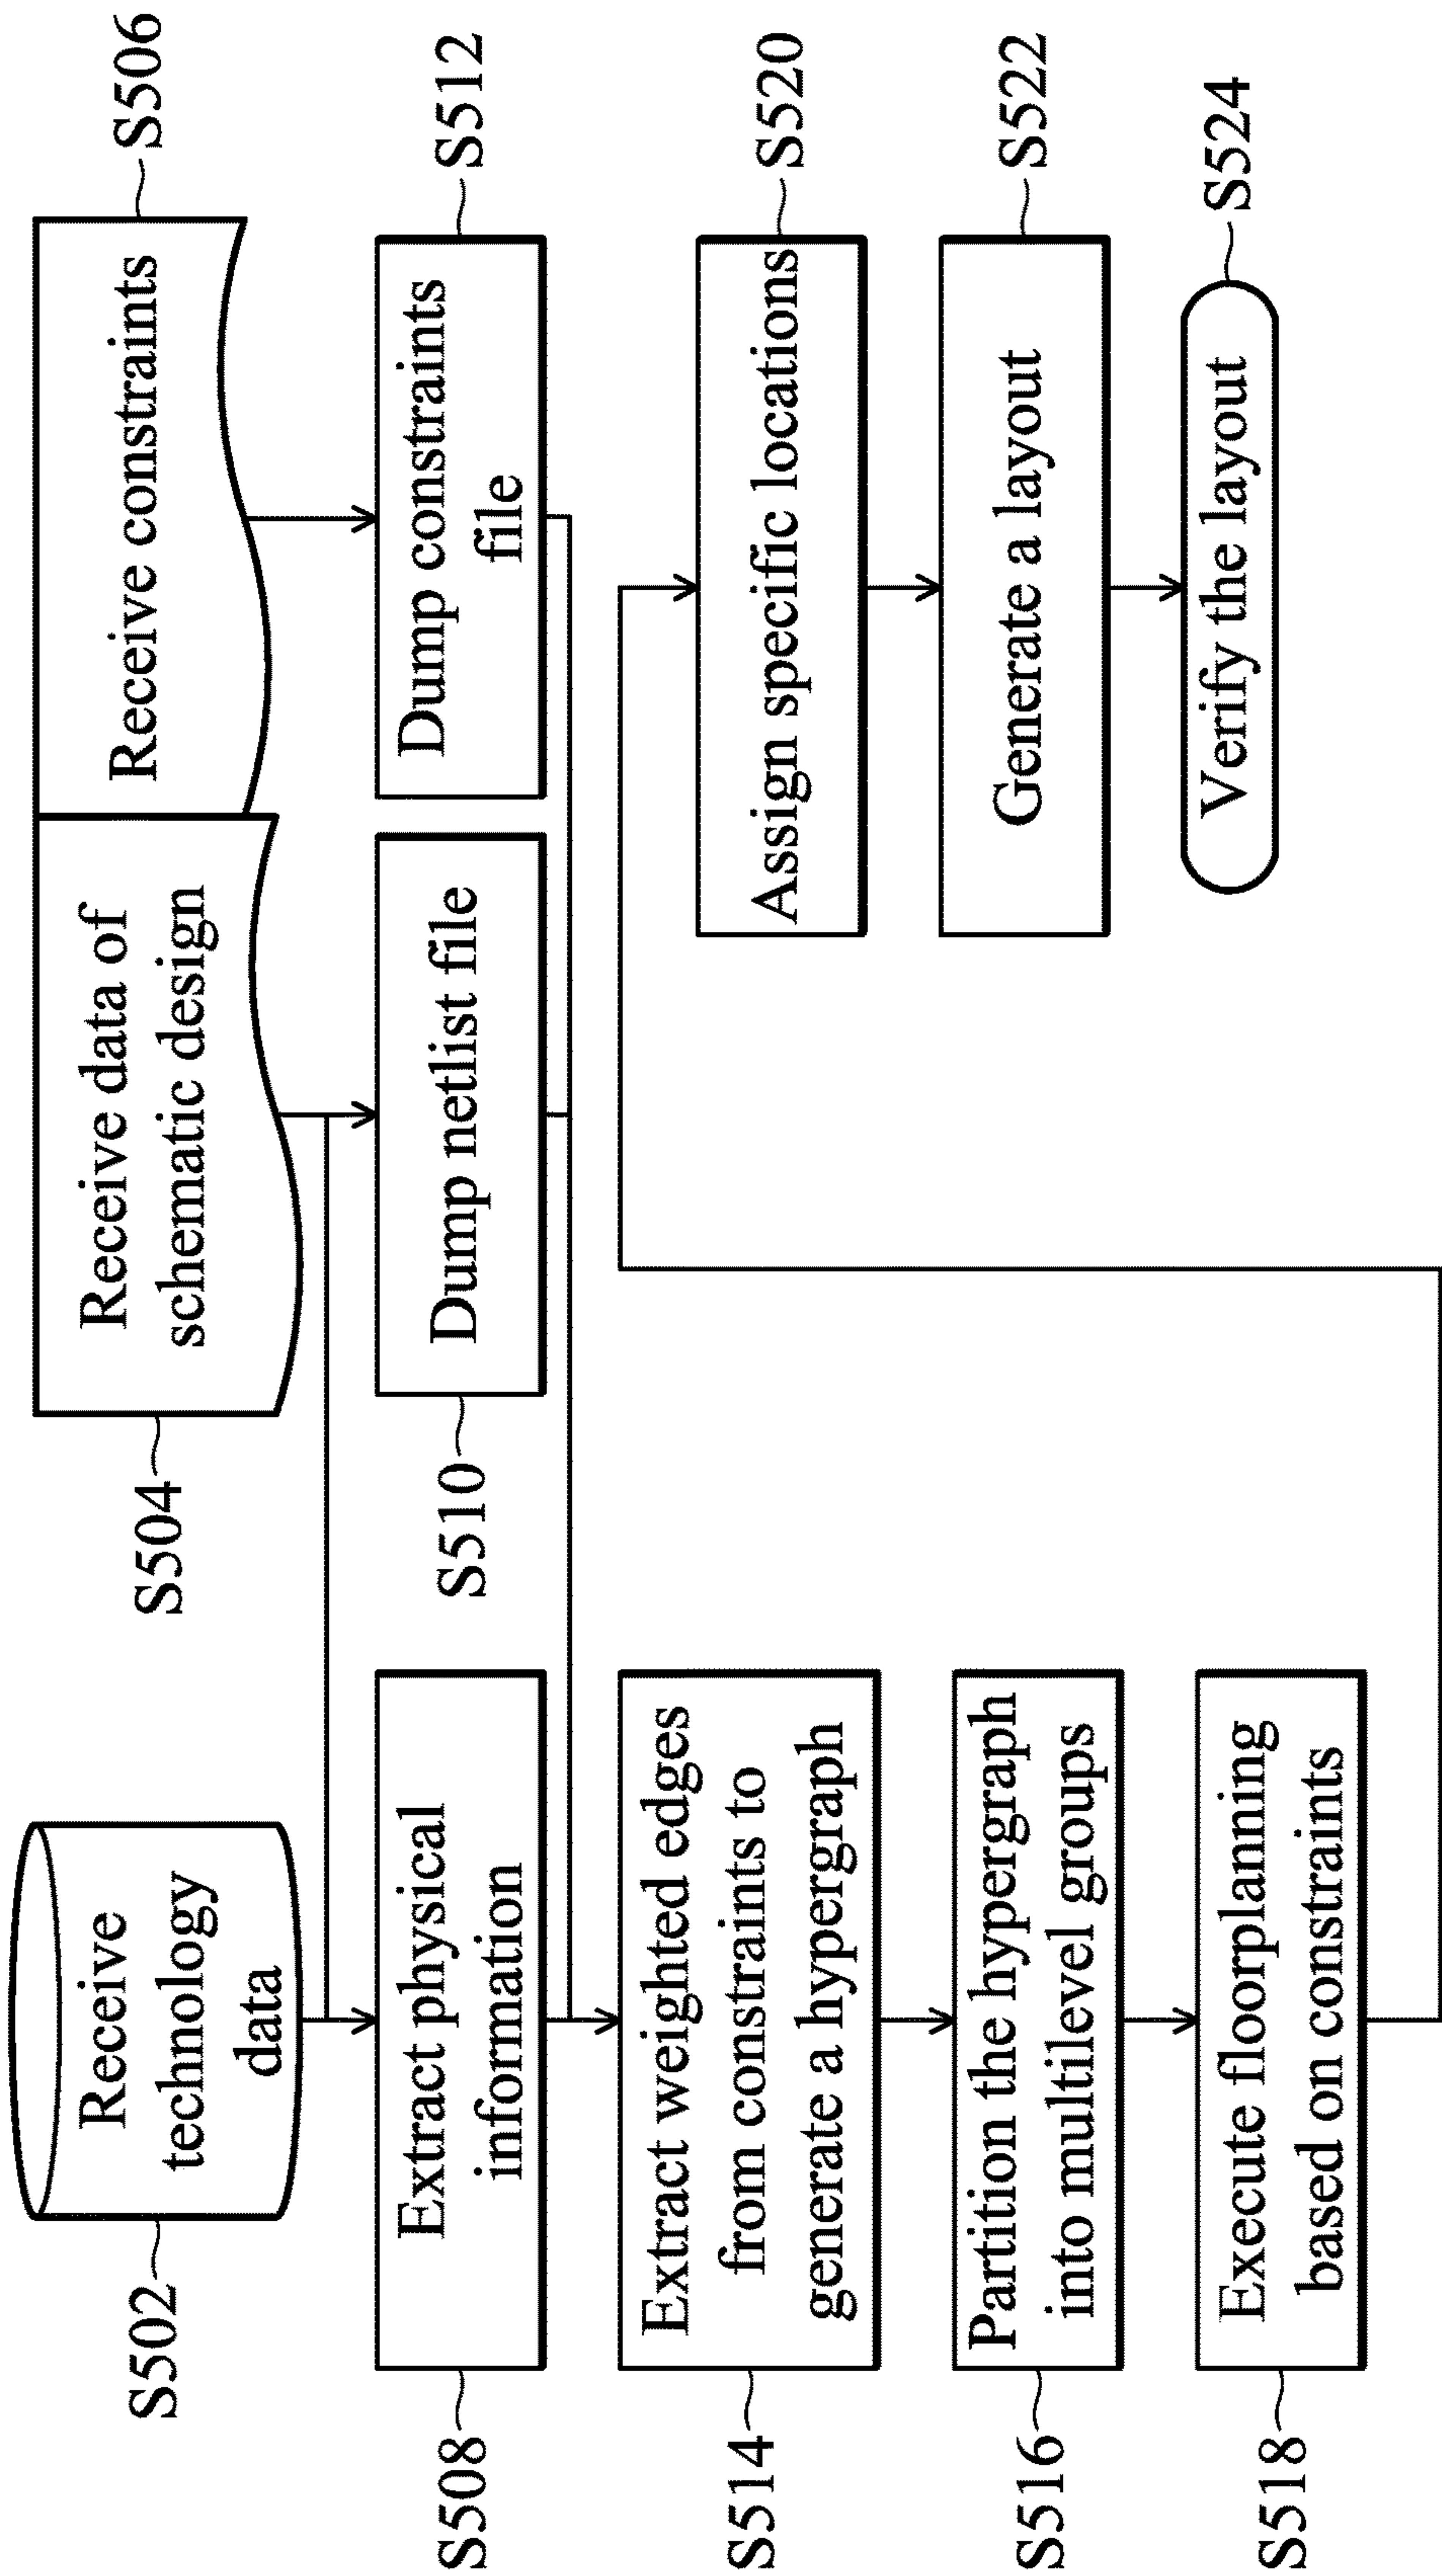 S502
Receive
technology
data
S504
Receive data of
schematic design
Receive constraints
S506
S508
Extract physical
information
S510
Dump netlist file
Dump constraints
file
S512
S514
Extract weighted edges
from constraints to
generate a hypergraph
S516
Partition the hypergraph
into multilevel groups
S518
Execute floorplanning
based on constraints
Assign specific locations
S520
Generate a layout
S522
Verify the layout
S524